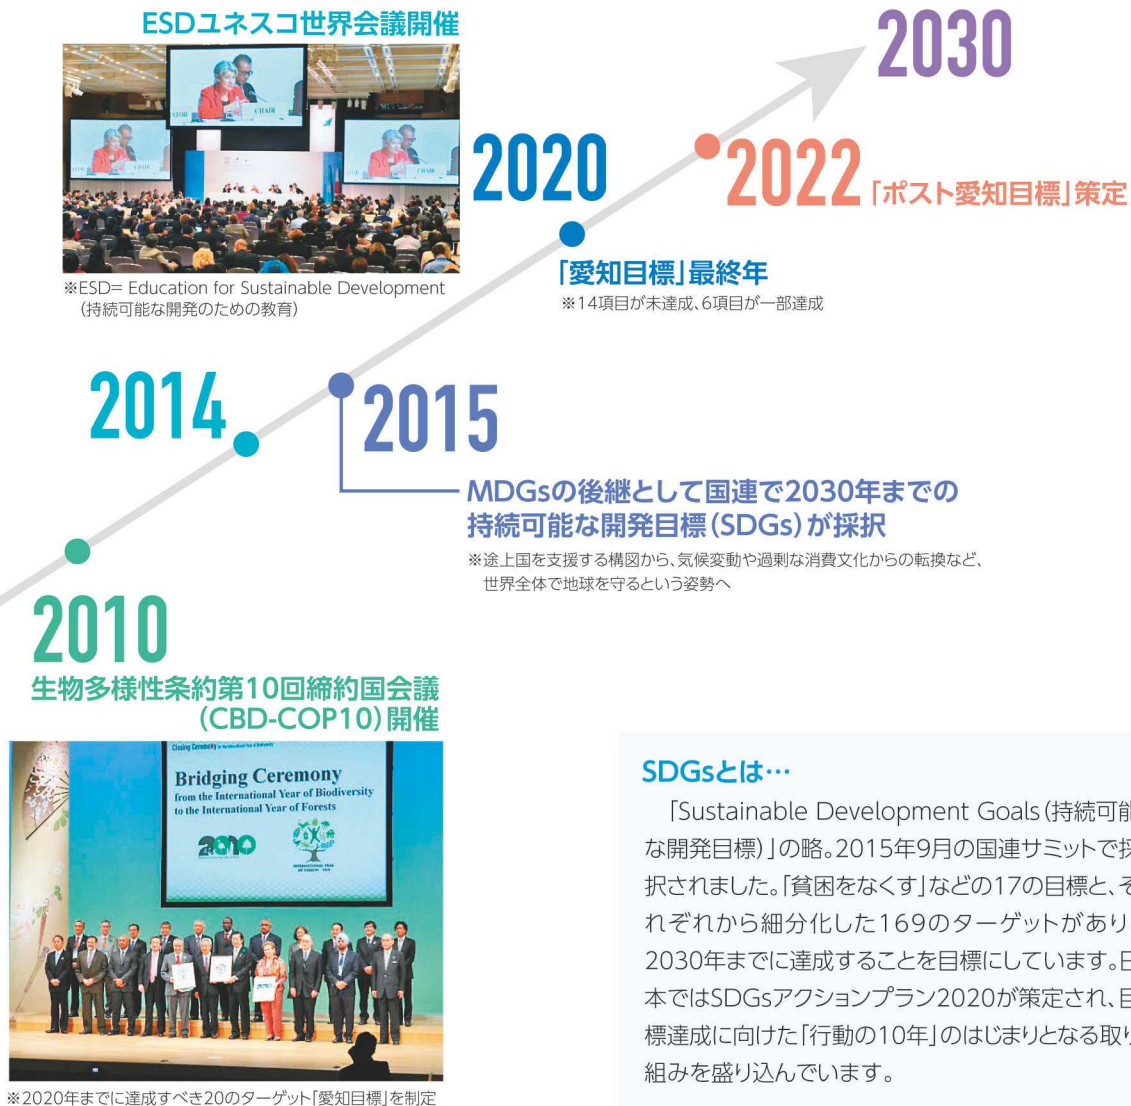 ESDユネスコ世界会議開催
CHAIR
CHAIR
CHAIR
※ESD= Education for Sustainable Development
(持続可能な開発のための教育)
2030
2022「ポスト愛知目標」策定
2020
「愛知目標」最終年
※14項目が未達成、6項目が一部達成
2014
2015
MDGsの後継として国連で2030年までの
持続可能な開発目標(SDGs)が採択
※途上国を支援する構図から、気候変動や過剰な消費文化からの転換など、
世界全体で地球を守るという姿勢へ
2010
生物多様性条約第10回締約国会議
(CBD-COP10)開催
Closing Ceremony
Bridging Ceremony
from the International Year of Biodiversity
to the International Year of Forests
2010
INTERNATIONAL YEAR
OF FORESTS
※2020年までに達成すべき20のターゲット「愛知目標」を制定
SDGsとは…
「Sustainable Development Goals(持続可能
な開発目標)」の略。2015年9月の国連サミットで採
択されました。「貧困をなくす」などの17の目標と、そ
れぞれから細分化した169のターゲットがあり
2030年までに達成することを目標にしています。日
本ではSDGsアクションプラン2020が策定され、目
標達成に向けた「行動の10年」のはじまりとなる取り
組みを盛り込んでいます。